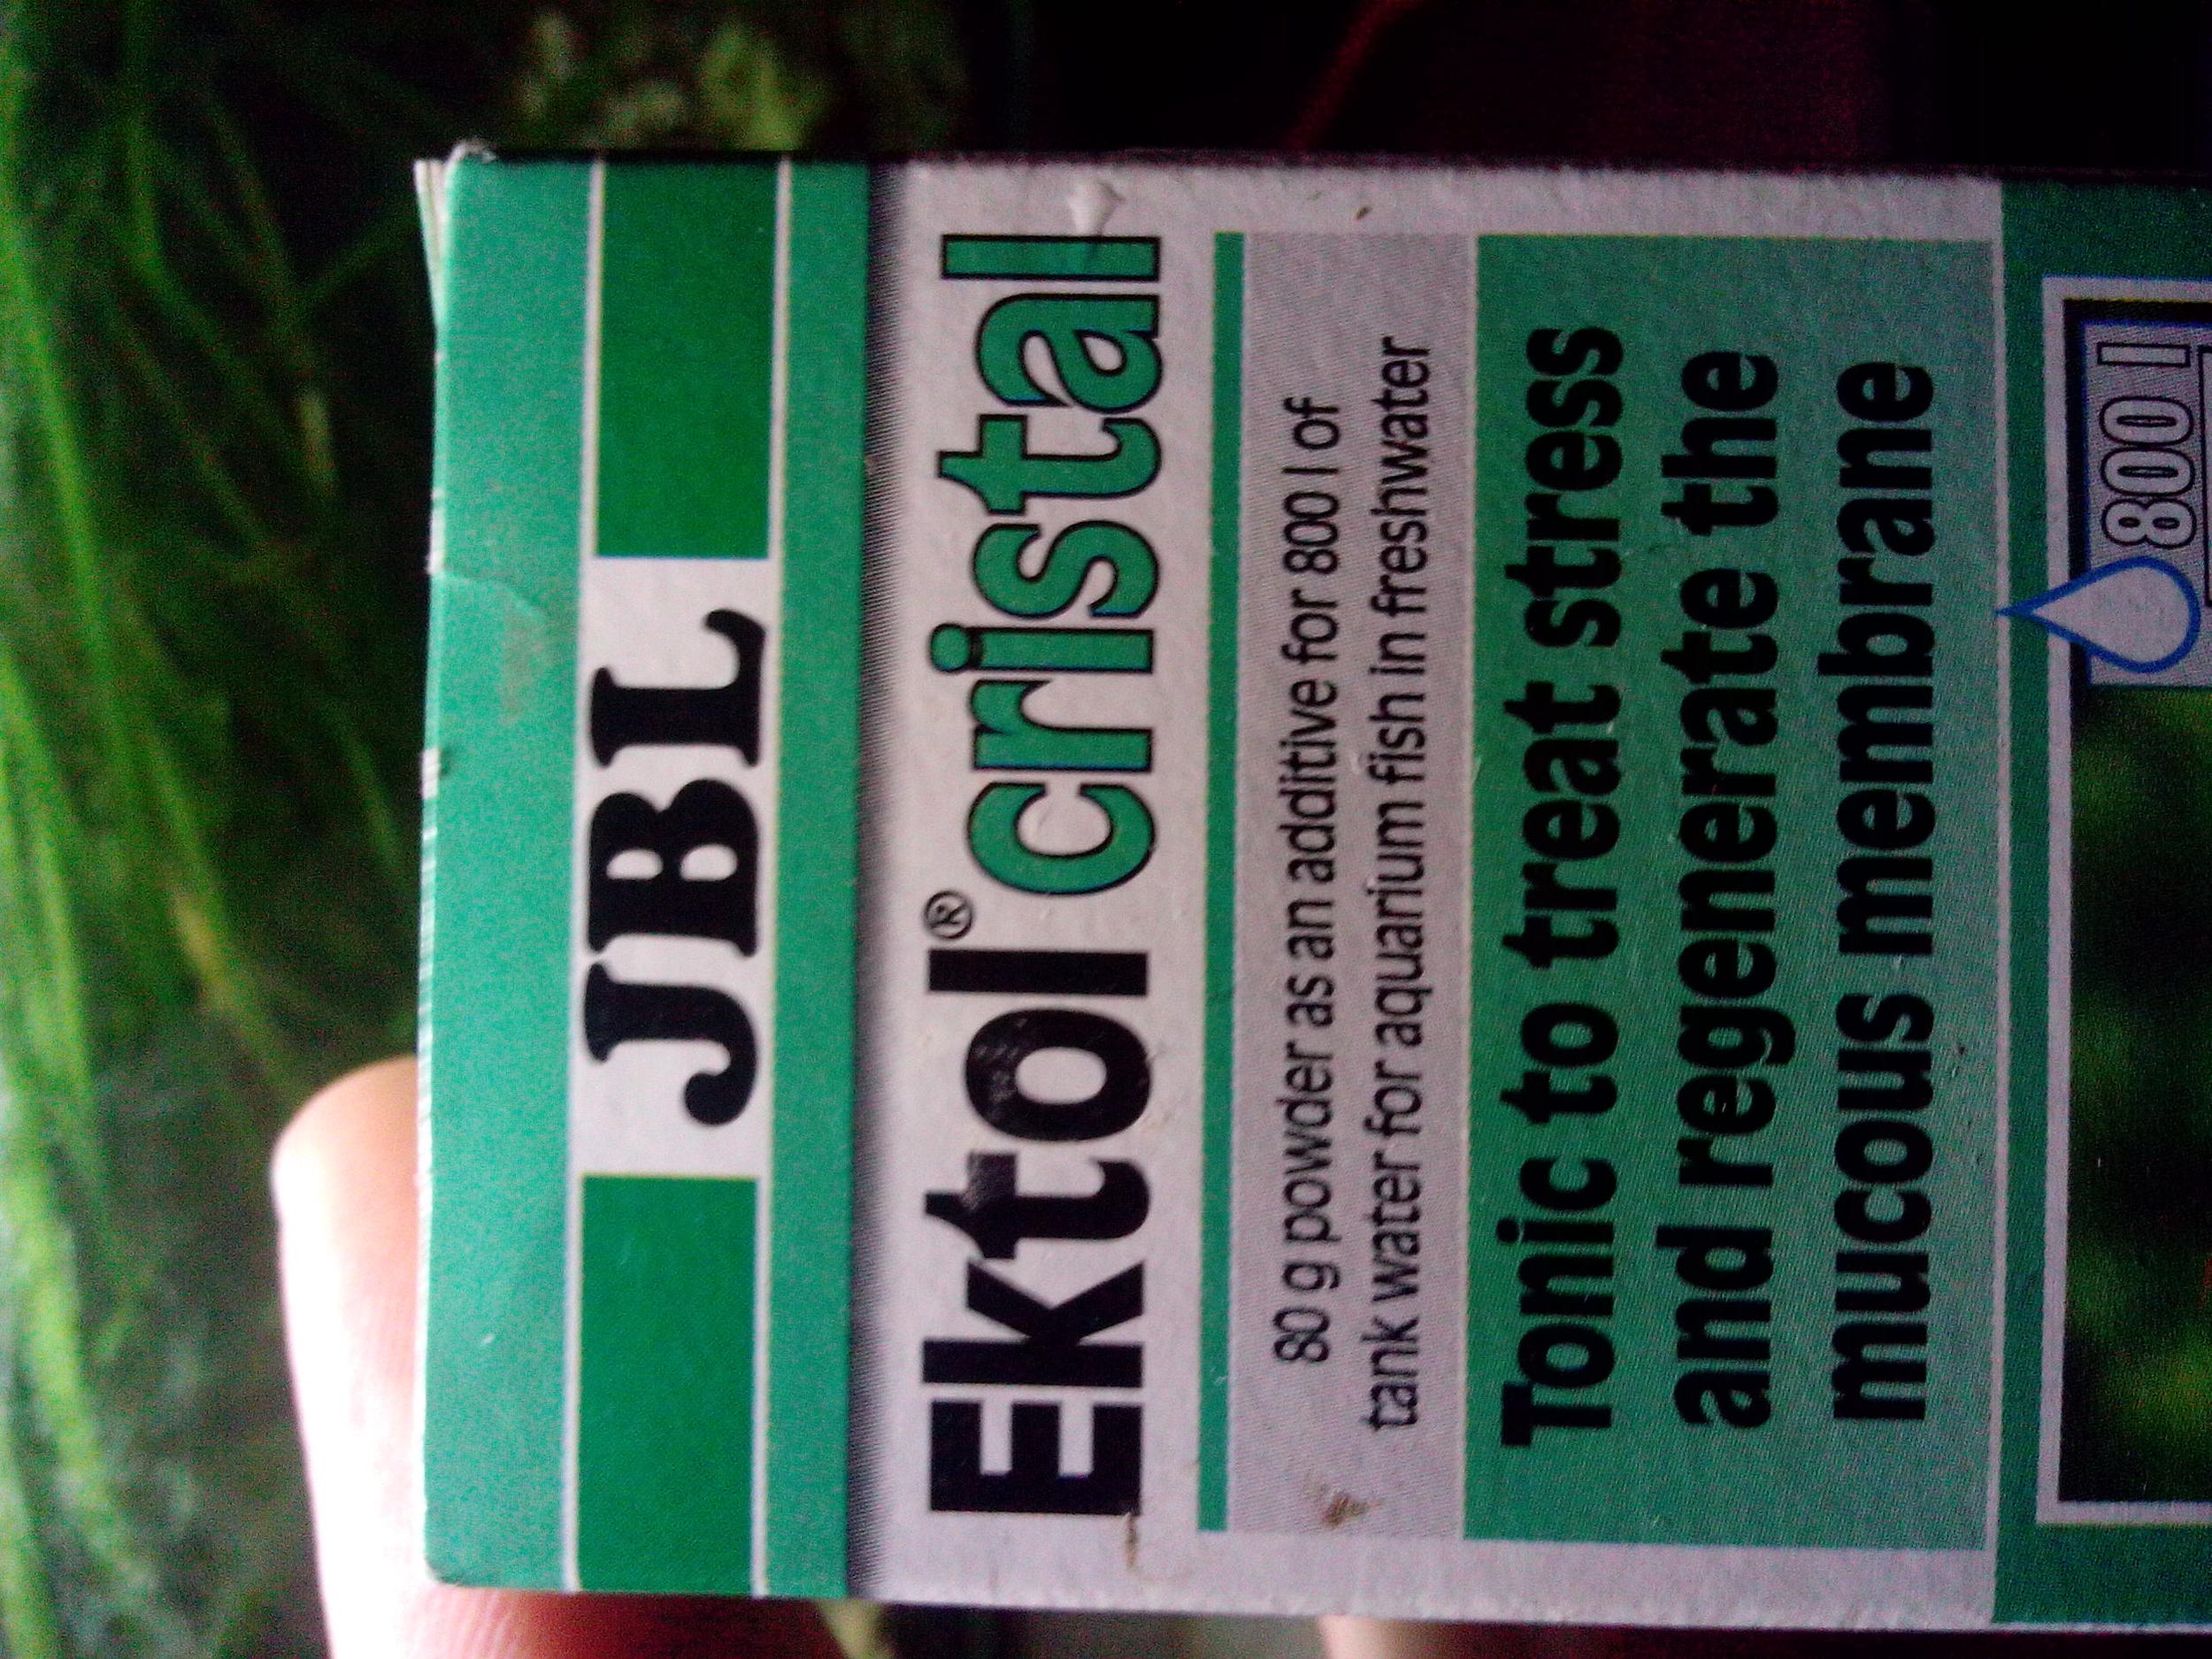 JBL
Ektol® cristal
80 g powder as an additive for 800 l of
tank water for aquarium fish in freshwater
Tonic to treat stress
and regenerate the
mucous membrane
800 l